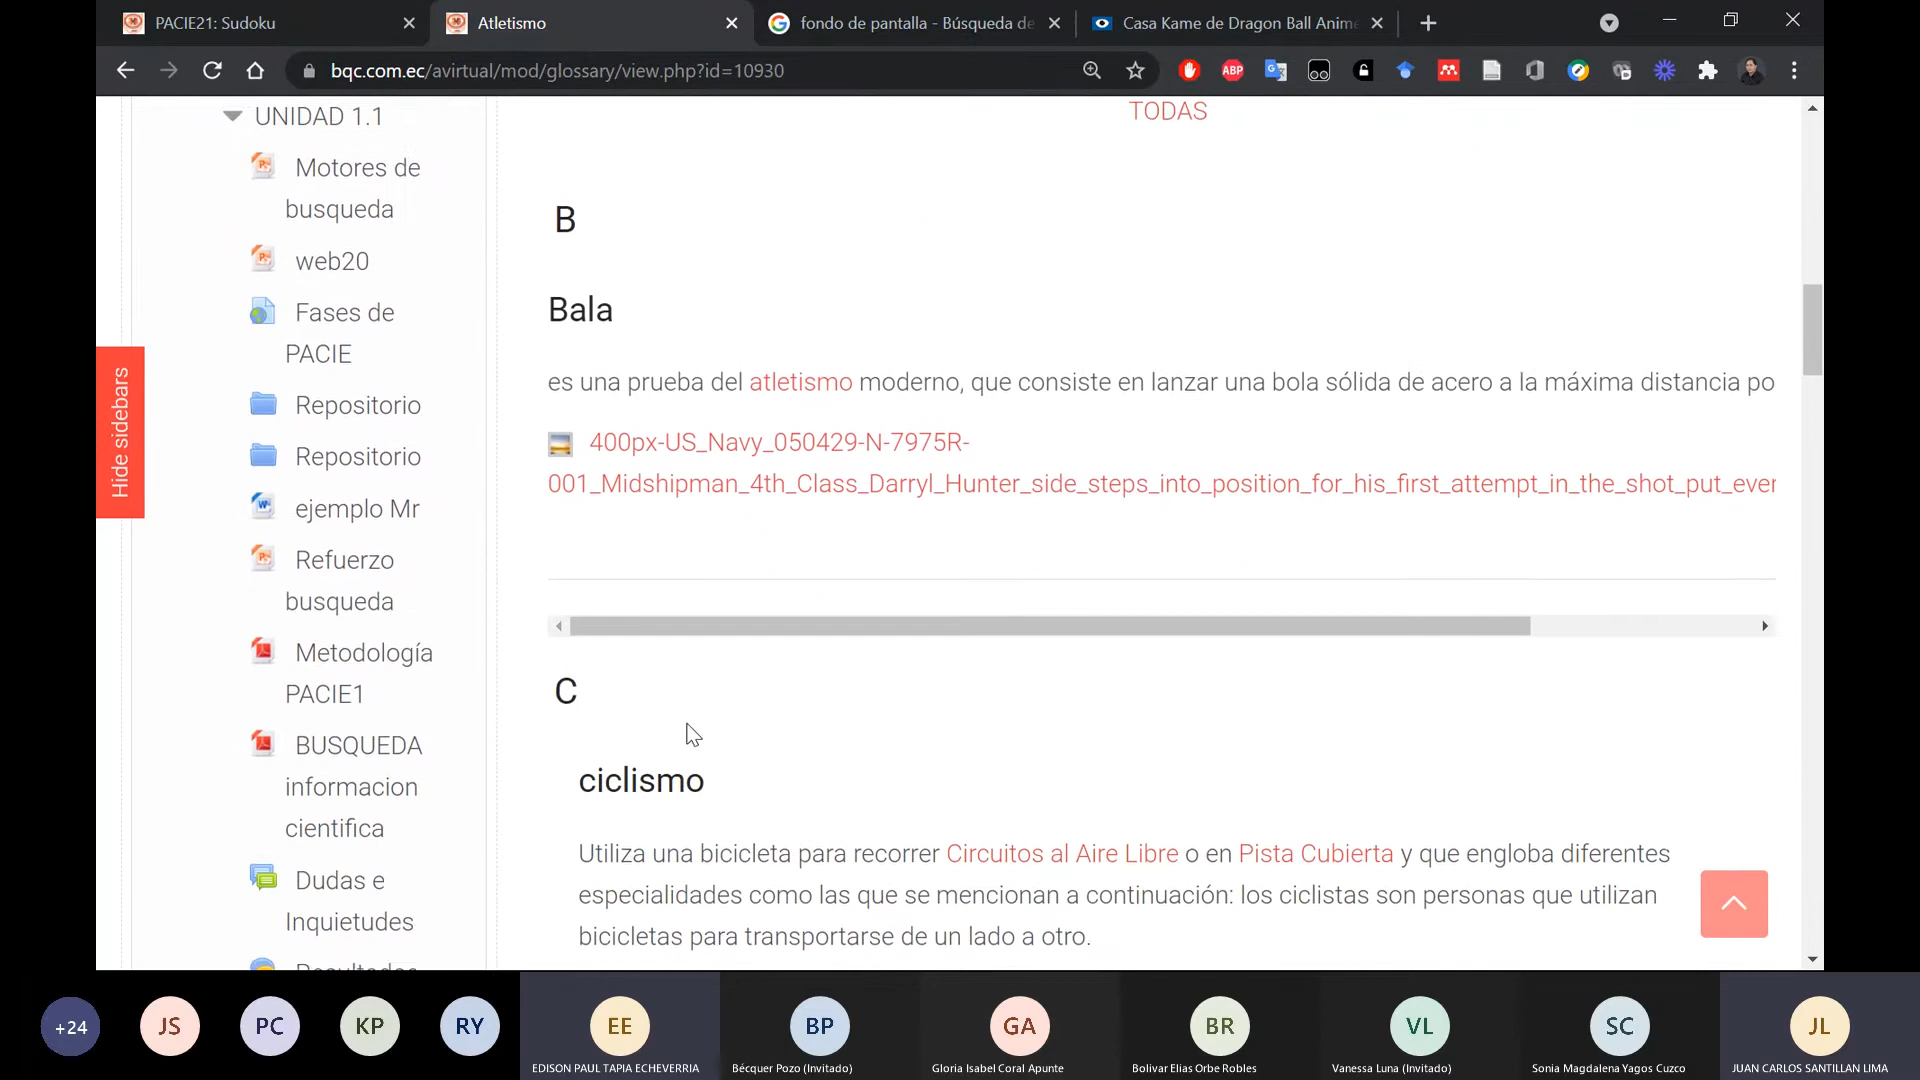 PACIE21: Sudoku
Atletismo
fondo de pantalla - Búsqueda de
Casa Kame de Dragon Ball Anime
bqc.com.ec/avirtual/mod/glossary/view.php?id=10930
ABP
UNIDAD 1.1
Motores de
busqueda
web20
Fases de
PACIE
Repositorio
Repositorio
ejemplo Mr
Refuerzo
busqueda
Metodología
PACIE1
BUSQUEDA
informacion
cientifica
Dudas e
Inquietudes
Resultados
Hide sidebars
TODAS
B
Bala
es una prueba del atletismo moderno, que consiste en lanzar una bola sólida de acero a la máxima distancia po
400px-US_Navy_050429-N-7975R-
001_Midshipman_4th_Class_Darryl_Hunter_side_steps_into_position_for_his_first_attempt_in_the_shot_put_ever
C
ciclismo
Utiliza una bicicleta para recorrer Circuitos al Aire Libre o en Pista Cubierta y que engloba diferentes
especialidades como las que se mencionan a continuación: los ciclistas son personas que utilizan
bicicletas para transportarse de un lado a otro.
+24
JS
PC
KP
RY
EE
EDISON PAUL TAPIA ECHEVERRIA
BP
Bécquer Pozo (Invitado)
GA
Gloria Isabel Coral Apunte
BR
Bolivar Elias Orbe Robles
VL
Vanessa Luna (Invitado)
SC
Sonia Magdalena Yagos Cuzco
JL
JUAN CARLOS SANTILLAN LIMA